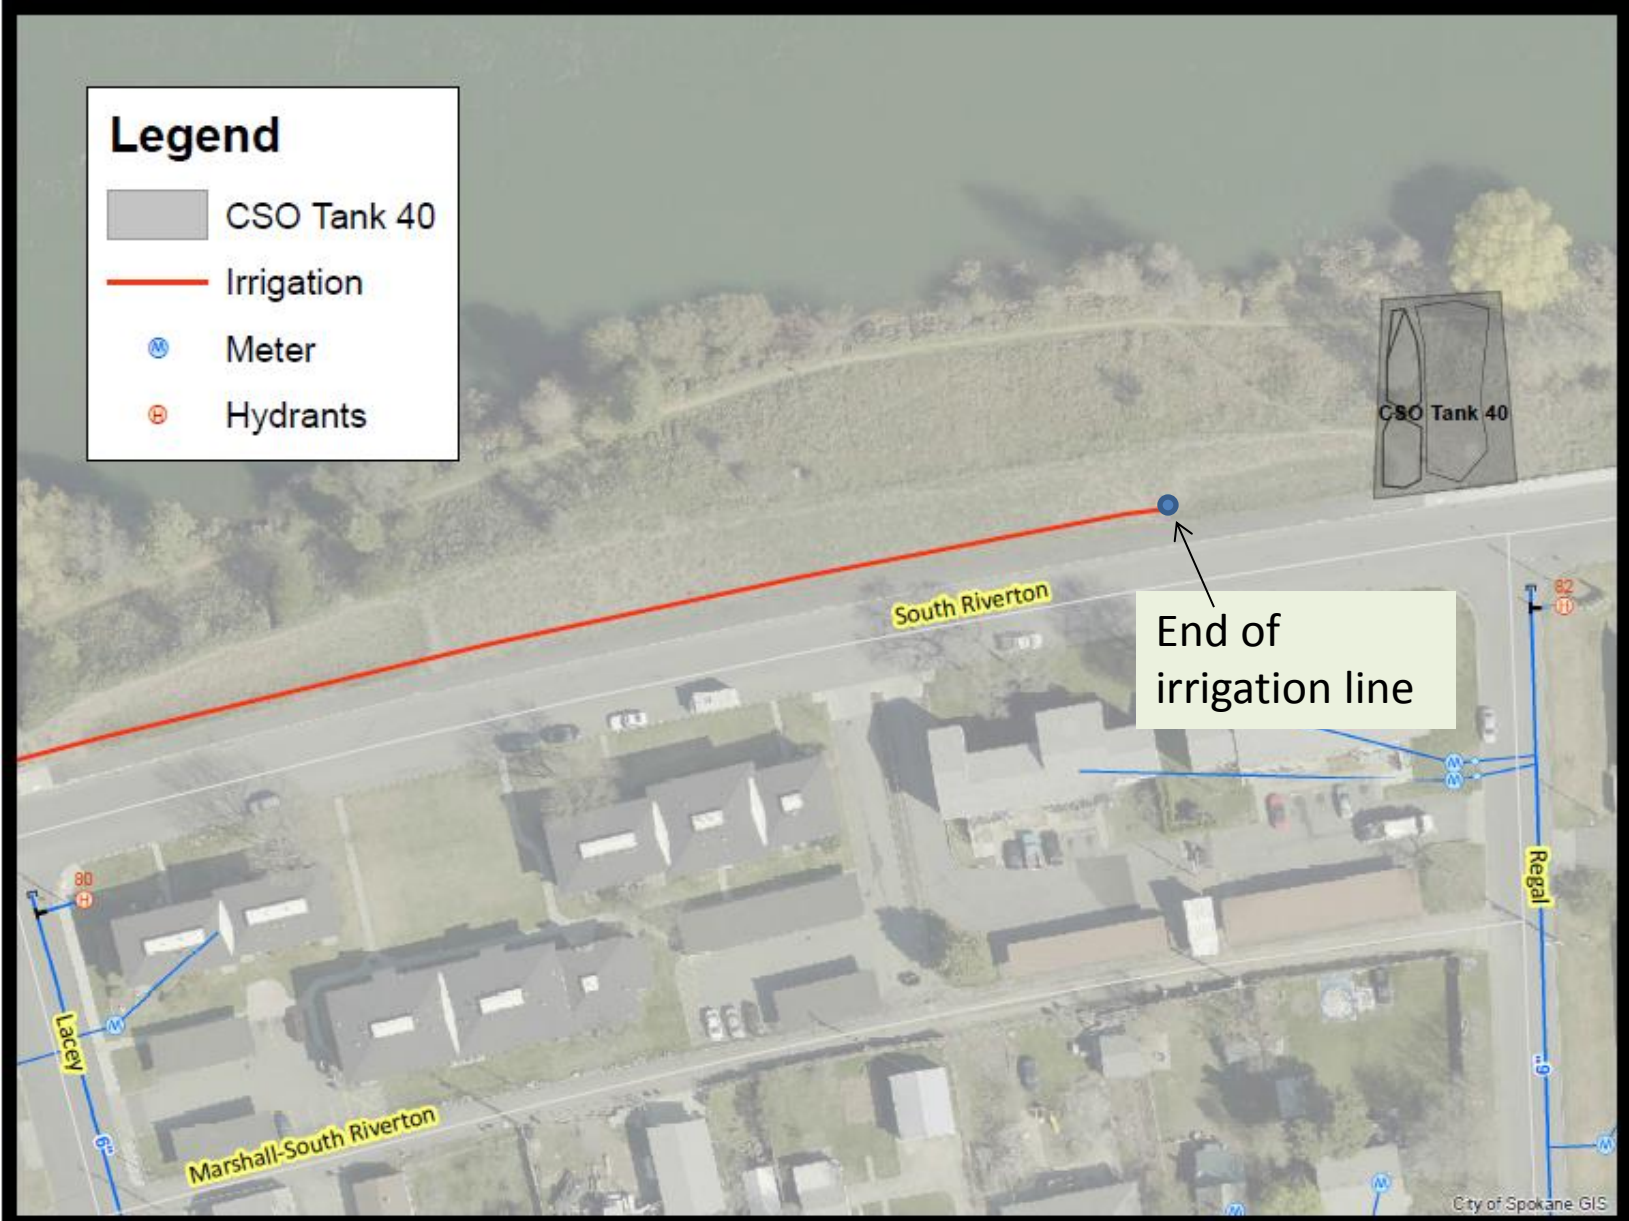 Legend
CSO Tank 40
Irrigation
Meter
Hydrants
CSO Tank 40
South Riverton
End of
irrigation line
82
H
M
M
80
H
Regal
Lacey
M
6"
6"
Marshall-South Riverton
M
M
M
City of Spokane GIS